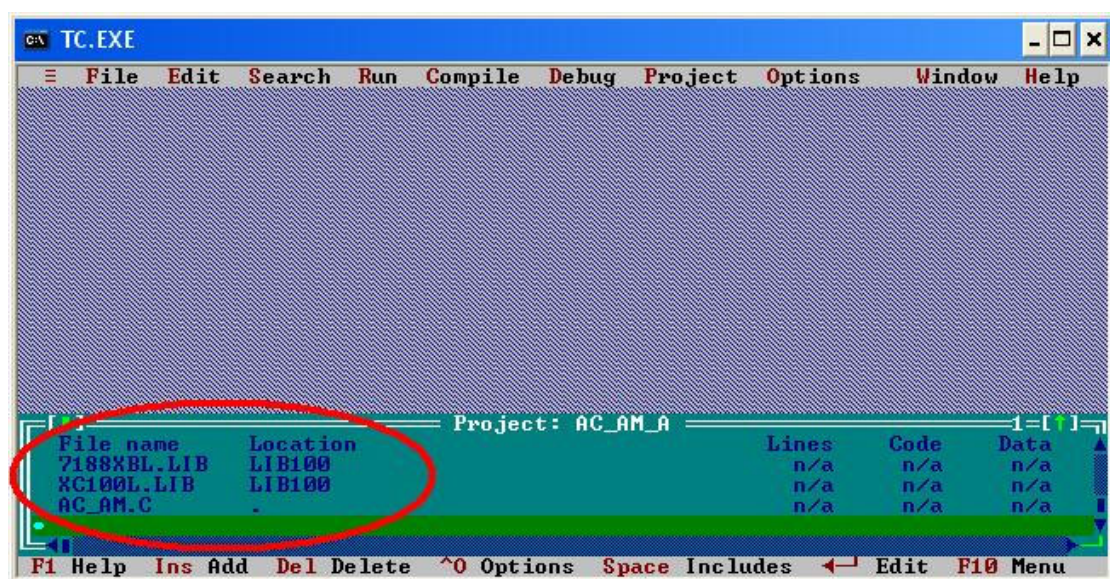 TC.EXE
≡ File Edit Search Run Compile Debug Project Options Window Help
Project: AC_AM_A 1=[↑]
File name Location Lines Code Data
7188XBL.LIB LIB100 n/a n/a n/a
XC100L.LIB LIB100 n/a n/a n/a
AC_AM.C . n/a n/a n/a
F1 Help Ins Add Del Delete ^O Options Space Includes ◄─┘ Edit F10 Menu